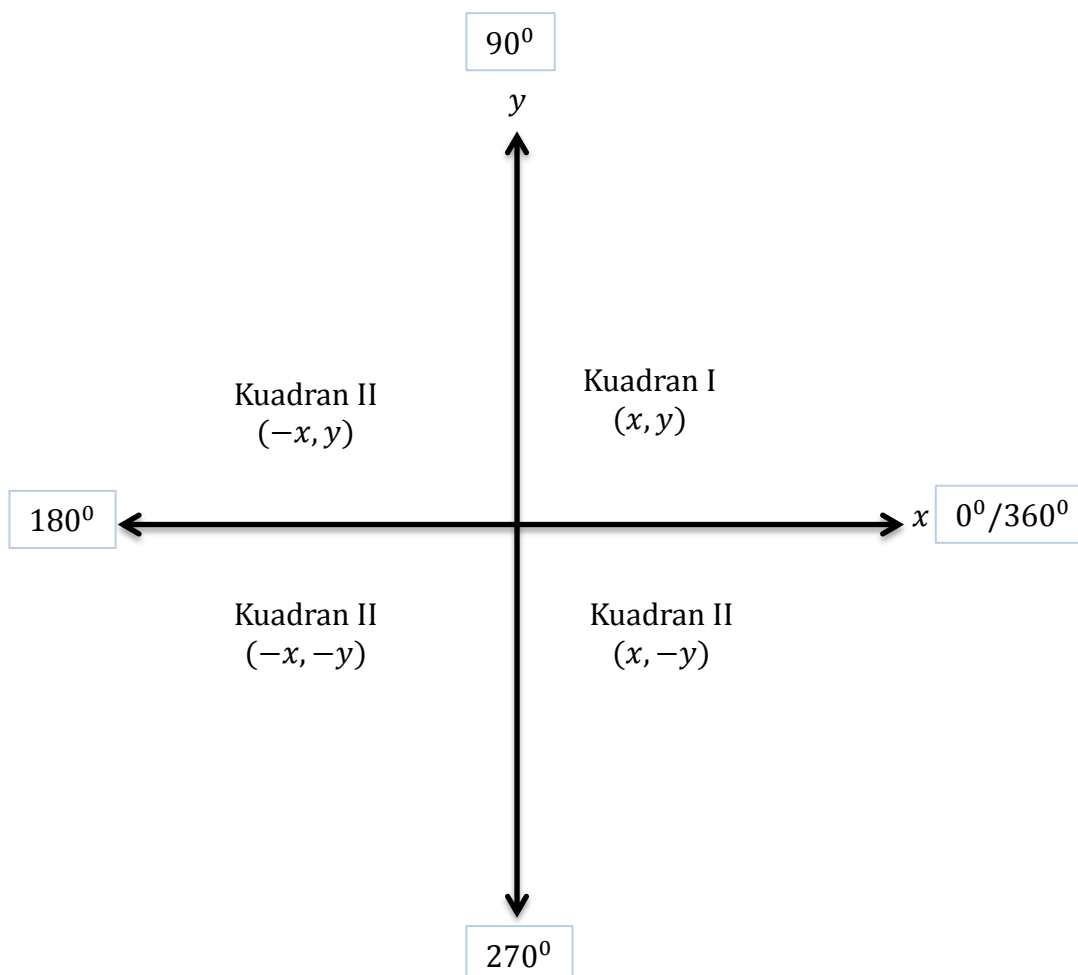 90⁰
y
Kuadran II
(−x, y)
Kuadran I
(x, y)
180⁰
x
0⁰/360⁰
Kuadran II
(−x, −y)
Kuadran II
(x, −y)
270⁰